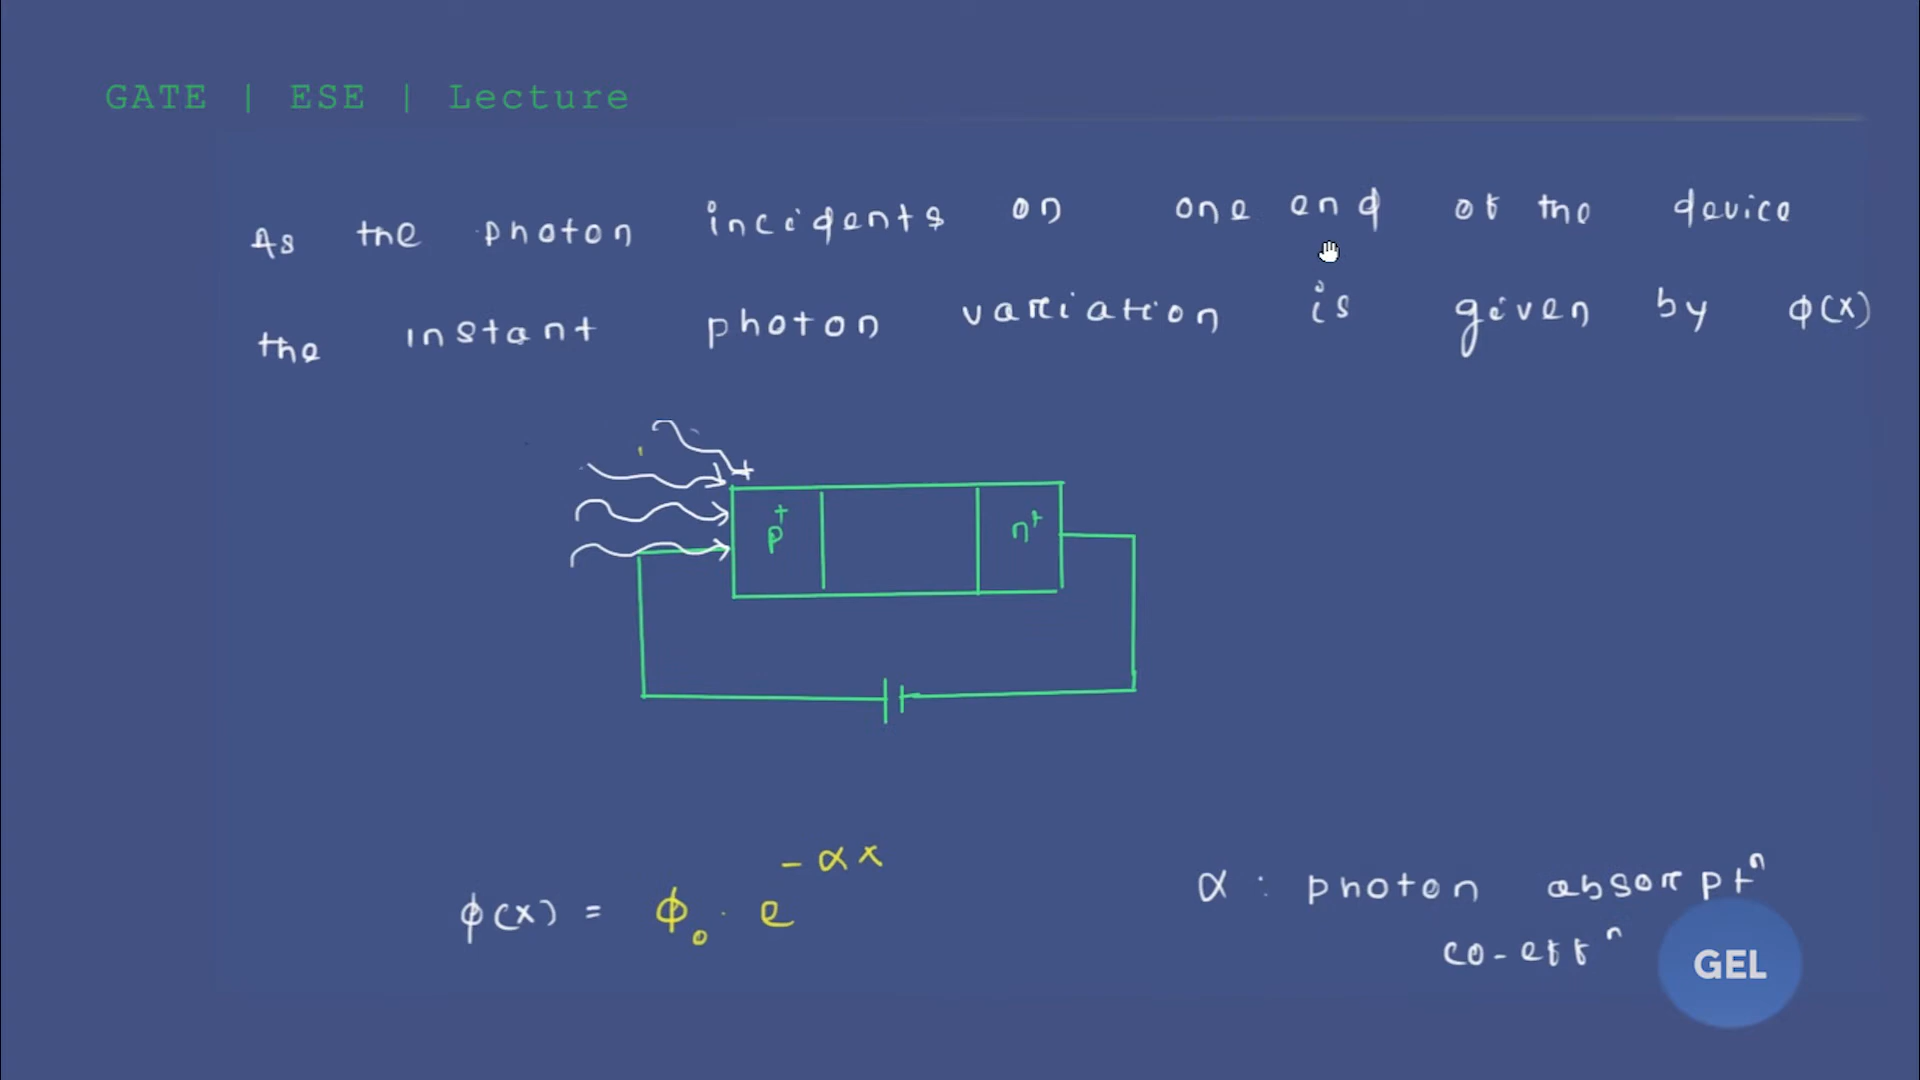 GATE | ESE | Lecture
As the photon incidents on one end of the device
the instant photon variation is given by φ(x)
p⁺ n⁺
φ(x) = φ₀ . e^(-αx)
α : photon absorptⁿ
co-effⁿ
GEL